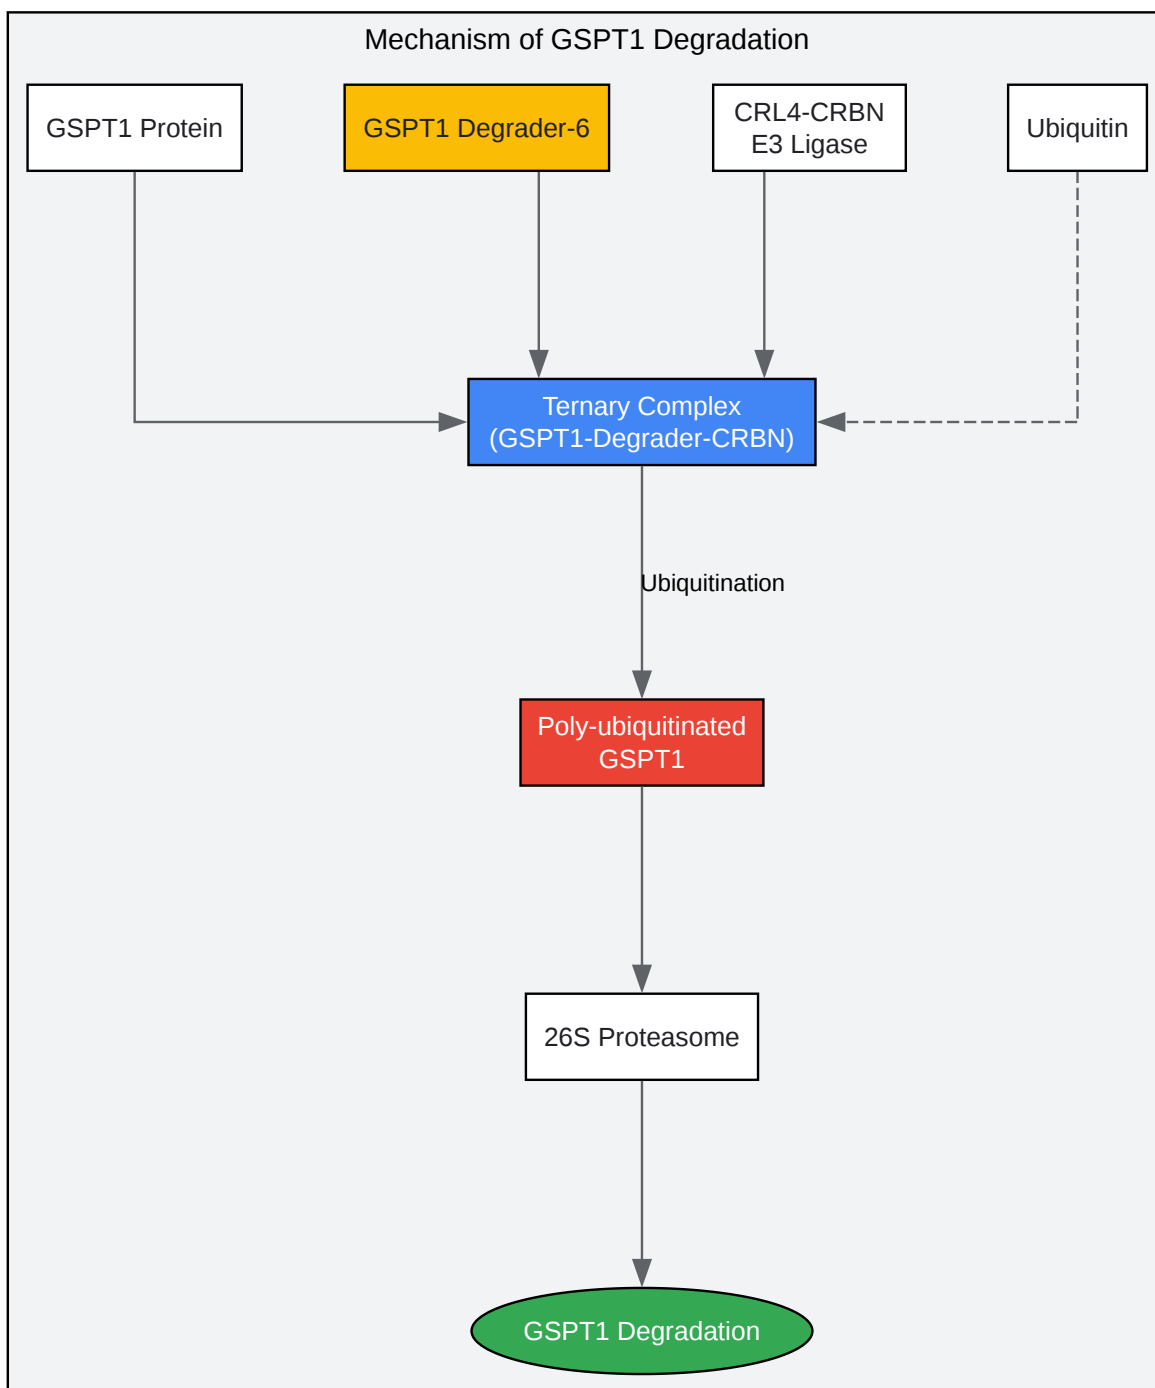 Mechanism of GSPT1 Degradation
GSPT1 Protein
GSPT1 Degrader-6
CRL4-CRBN
E3 Ligase
Ubiquitin
Ternary Complex
(GSPT1-Degrader-CRBN)
Ubiquitination
Poly-ubiquitinated
GSPT1
26S Proteasome
GSPT1 Degradation